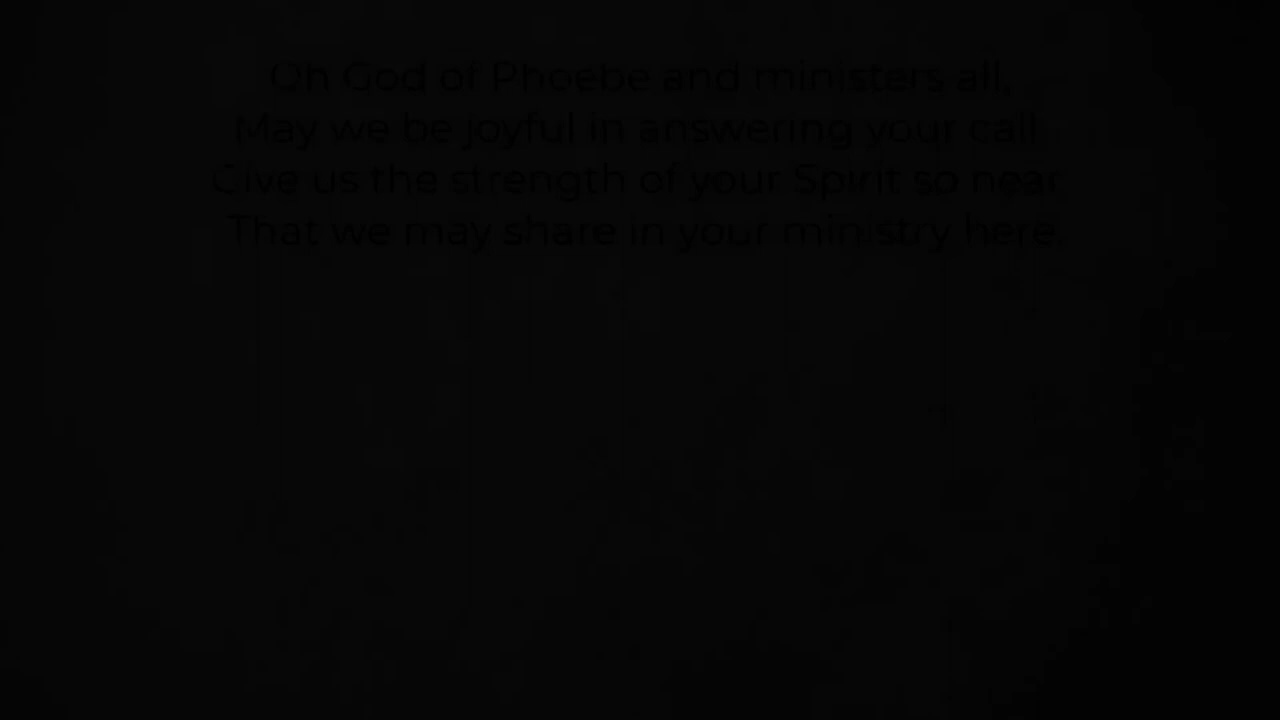 Oh God of Phoebe and ministers all,
May we be joyful in answering your call
Give us the strength of your Spirit so near
That we may share in your ministry here.